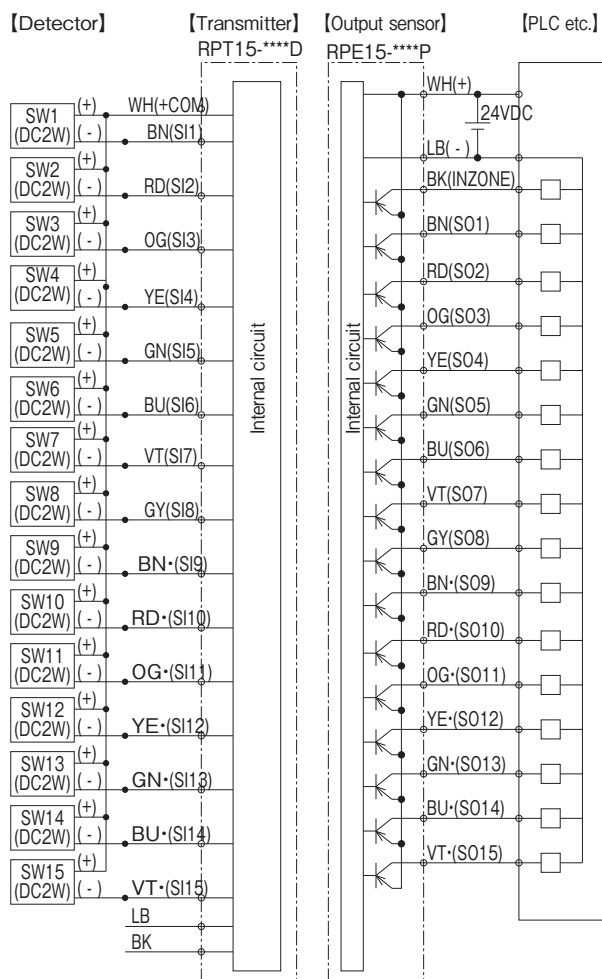 【Detector】 【Transmitter】 【Output sensor】 【PLC etc.】
RPT15-****D RPE15-****P
SW1
(DC2W)
(+)
(-)
WH(+COM)
BN(SI1)
SW2
(DC2W)
(+)
(-)
RD(SI2)
SW3
(DC2W)
(+)
(-)
OG(SI3)
SW4
(DC2W)
(+)
(-)
YE(SI4)
SW5
(DC2W)
(+)
(-)
GN(SI5)
SW6
(DC2W)
(+)
(-)
BU(SI6)
SW7
(DC2W)
(+)
(-)
VT(SI7)
SW8
(DC2W)
(+)
(-)
GY(SI8)
SW9
(DC2W)
(+)
(-)
BN•(SI9)
SW10
(DC2W)
(+)
(-)
RD•(SI10)
SW11
(DC2W)
(+)
(-)
OG•(SI11)
SW12
(DC2W)
(+)
(-)
YE•(SI12)
SW13
(DC2W)
(+)
(-)
GN•(SI13)
SW14
(DC2W)
(+)
(-)
BU•(SI14)
SW15
(DC2W)
(+)
(-)
VT•(SI15)
LB
BK
Internal circuit
Internal circuit
WH(+)
24VDC
LB(-)
BK(INZONE)
BN(SO1)
RD(SO2)
OG(SO3)
YE(SO4)
GN(SO5)
BU(SO6)
VT(SO7)
GY(SO8)
BN•(SO9)
RD•(SO10)
OG•(SO11)
YE•(SO12)
GN•(SO13)
BU•(SO14)
VT•(SO15)